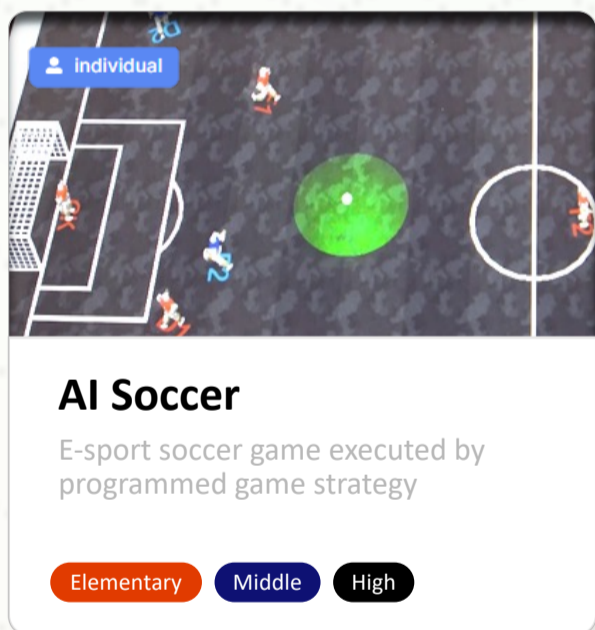 individual
AI Soccer
E-sport soccer game executed by
programmed game strategy
Elementary
Middle
High